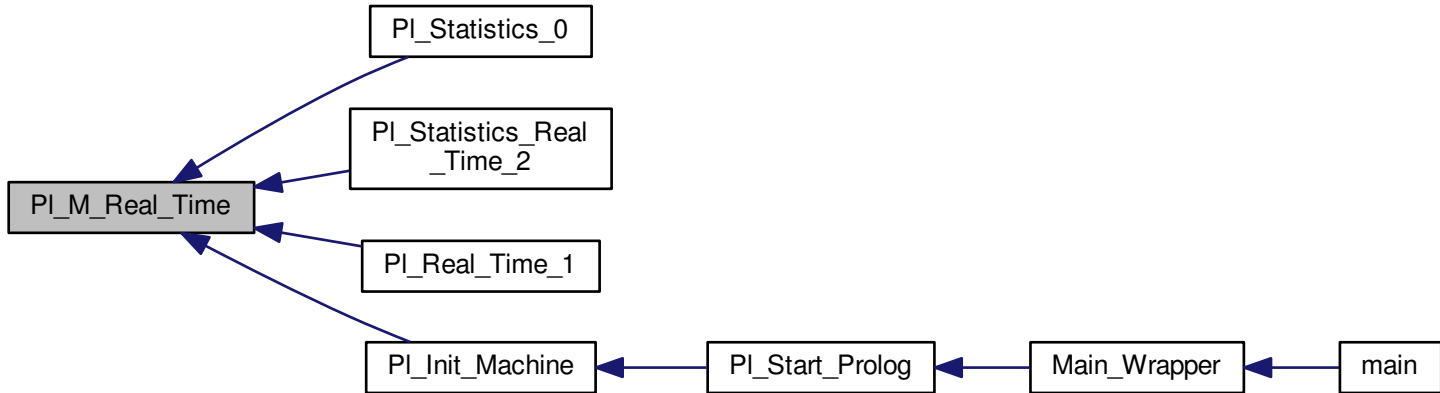 Pl_Statistics_0
Pl_Statistics_Real
_Time_2
Pl_M_Real_Time
Pl_Real_Time_1
Pl_Init_Machine
Pl_Start_Prolog
Main_Wrapper
main